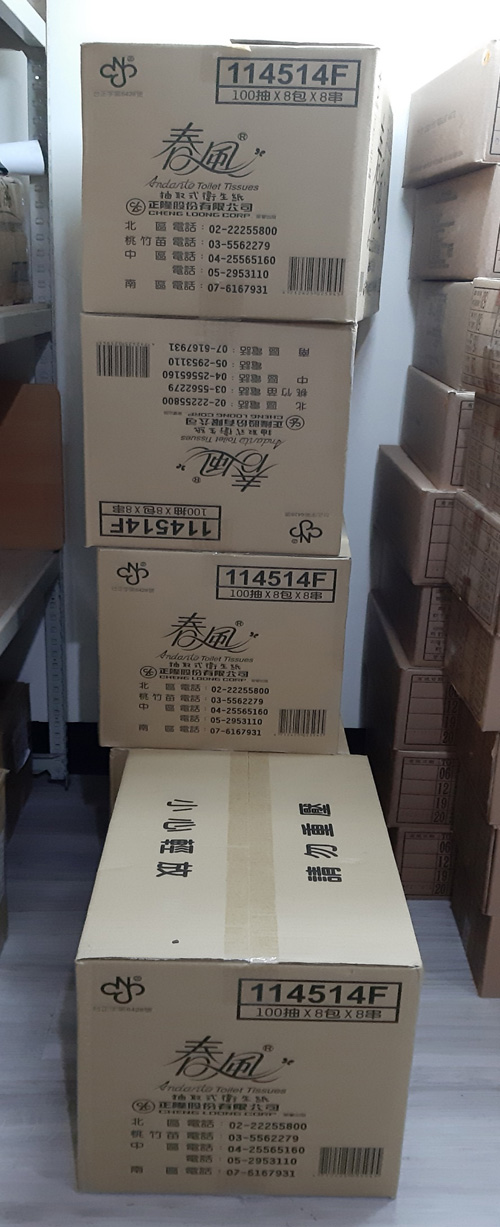 114514F
100抽X8包X8串
春風®
Andante Toilet Tissues
抽取式衛生紙
正隆股份有限公司
CHENG LOONG CORP
北區電話:02-22255800
桃竹苗電話:03-5562279
中區電話:04-25565160
電話:05-2953110
南區電話:07-6167931
114514F
100抽X8包X8串
春風®
Andante Toilet Tissues
抽取式衛生紙
正隆股份有限公司
CHENG LOONG CORP
北區電話:02-22255800
桃竹苗電話:03-5562279
中區電話:04-25565160
電話:05-2953110
南區電話:07-6167931
114514F
100抽X8包X8串
春風®
Andante Toilet Tissues
抽取式衛生紙
正隆股份有限公司
CHENG LOONG CORP
北區電話:02-22255800
桃竹苗電話:03-5562279
中區電話:04-25565160
電話:05-2953110
南區電話:07-6167931
小心輕放
請勿重壓
114514F
100抽X8包X8串
春風®
Andante Toilet Tissues
抽取式衛生紙
正隆股份有限公司
CHENG LOONG CORP
北區電話:02-22255800
桃竹苗電話:03-5562279
中區電話:04-25565160
電話:05-2953110
南區電話:07-6167931